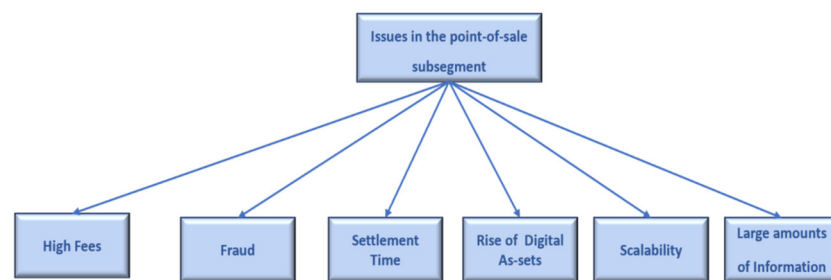 Issues in the point-of-sale
subsegment
High Fees
Fraud
Settlement
Time
Rise of Digital
As-sets
Scalability
Large amounts
of Information